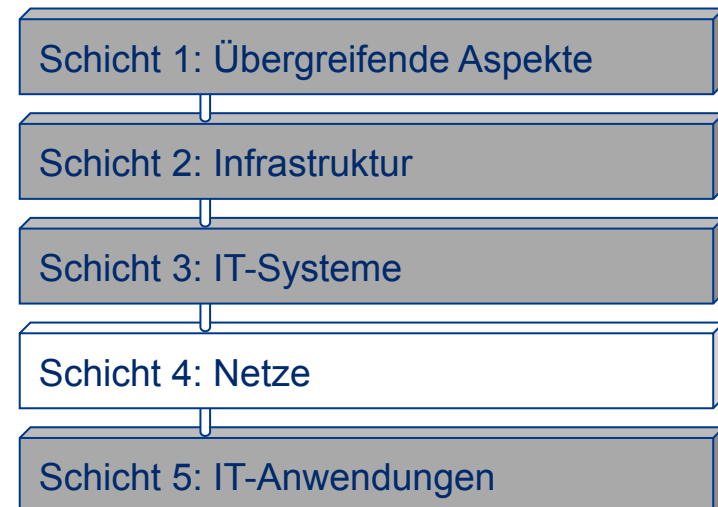 Schicht 1: Übergreifende Aspekte
Schicht 2: Infrastruktur
Schicht 3: IT-Systeme
Schicht 4: Netze
Schicht 5: IT-Anwendungen